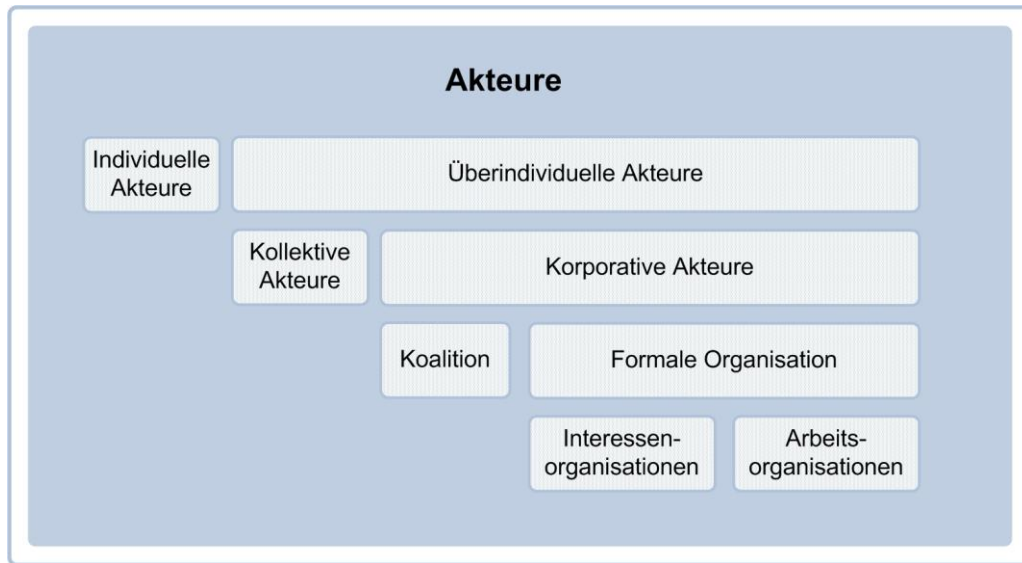 Akteure
Individuelle
Akteure
Überindividuelle Akteure
Kollektive
Akteure
Korporative Akteure
Koalition
Formale Organisation
Interessen-
organisationen
Arbeits-
organisationen